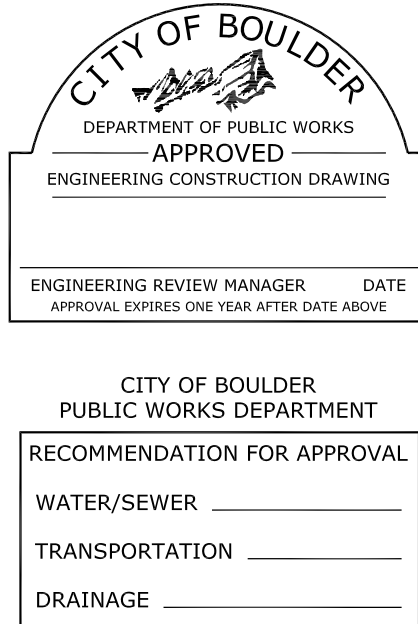 CITY OF BOULDER
DEPARTMENT OF PUBLIC WORKS
APPROVED
ENGINEERING CONSTRUCTION DRAWING
ENGINEERING REVIEW MANAGER DATE
APPROVAL EXPIRES ONE YEAR AFTER DATE ABOVE
CITY OF BOULDER
PUBLIC WORKS DEPARTMENT
RECOMMENDATION FOR APPROVAL
WATER/SEWER
TRANSPORTATION
DRAINAGE